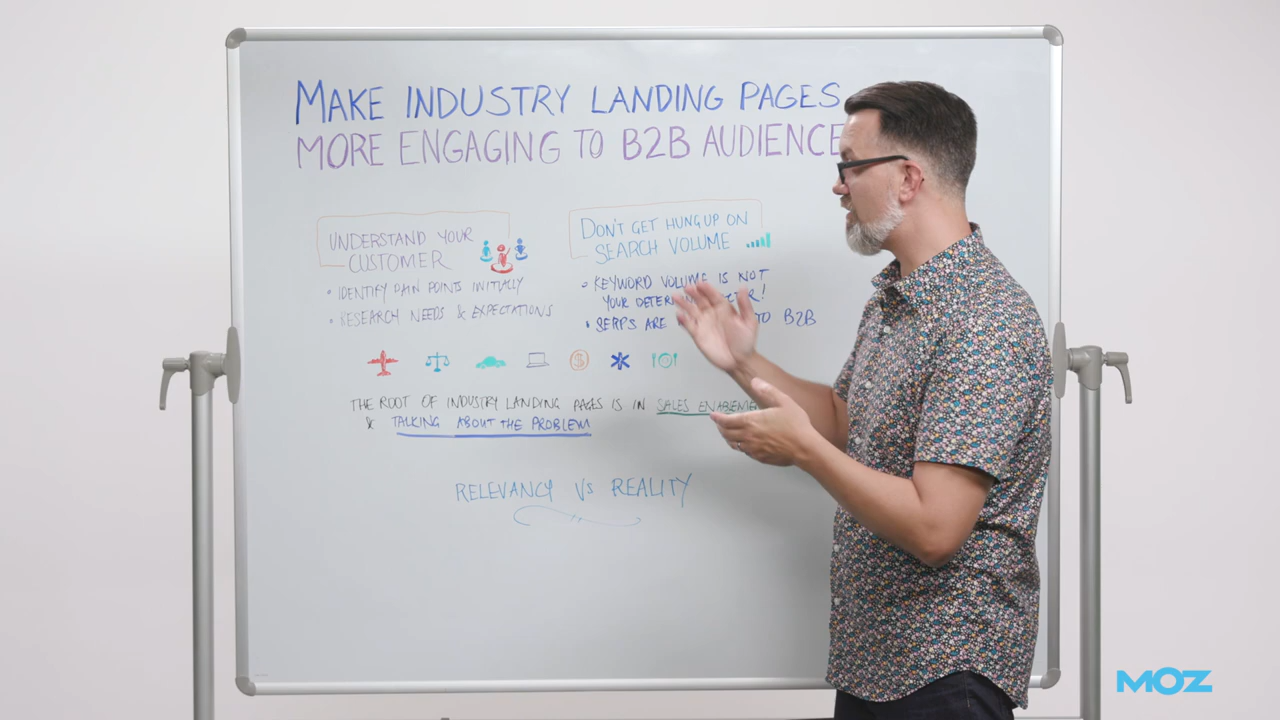 MAKE INDUSTRY LANDING PAGES
MORE ENGAGING TO B2B AUDIENCE
UNDERSTAND YOUR
CUSTOMER
• IDENTIFY PAIN POINT INITIALLY
• RESEARCH NEEDS & EXPECTATIONS
DON'T GET HUNG UP ON
SEARCH VOLUME
• KEYWORD VOLUME IS NOT
YOUR
• SERPS ARE TO B2B
THE ROOT OF INDUSTRY LANDING PAGES IS IN SALES
& TALKING ABOUT THE PROBLEM
RELEVANCY VS REALITY
MOZ